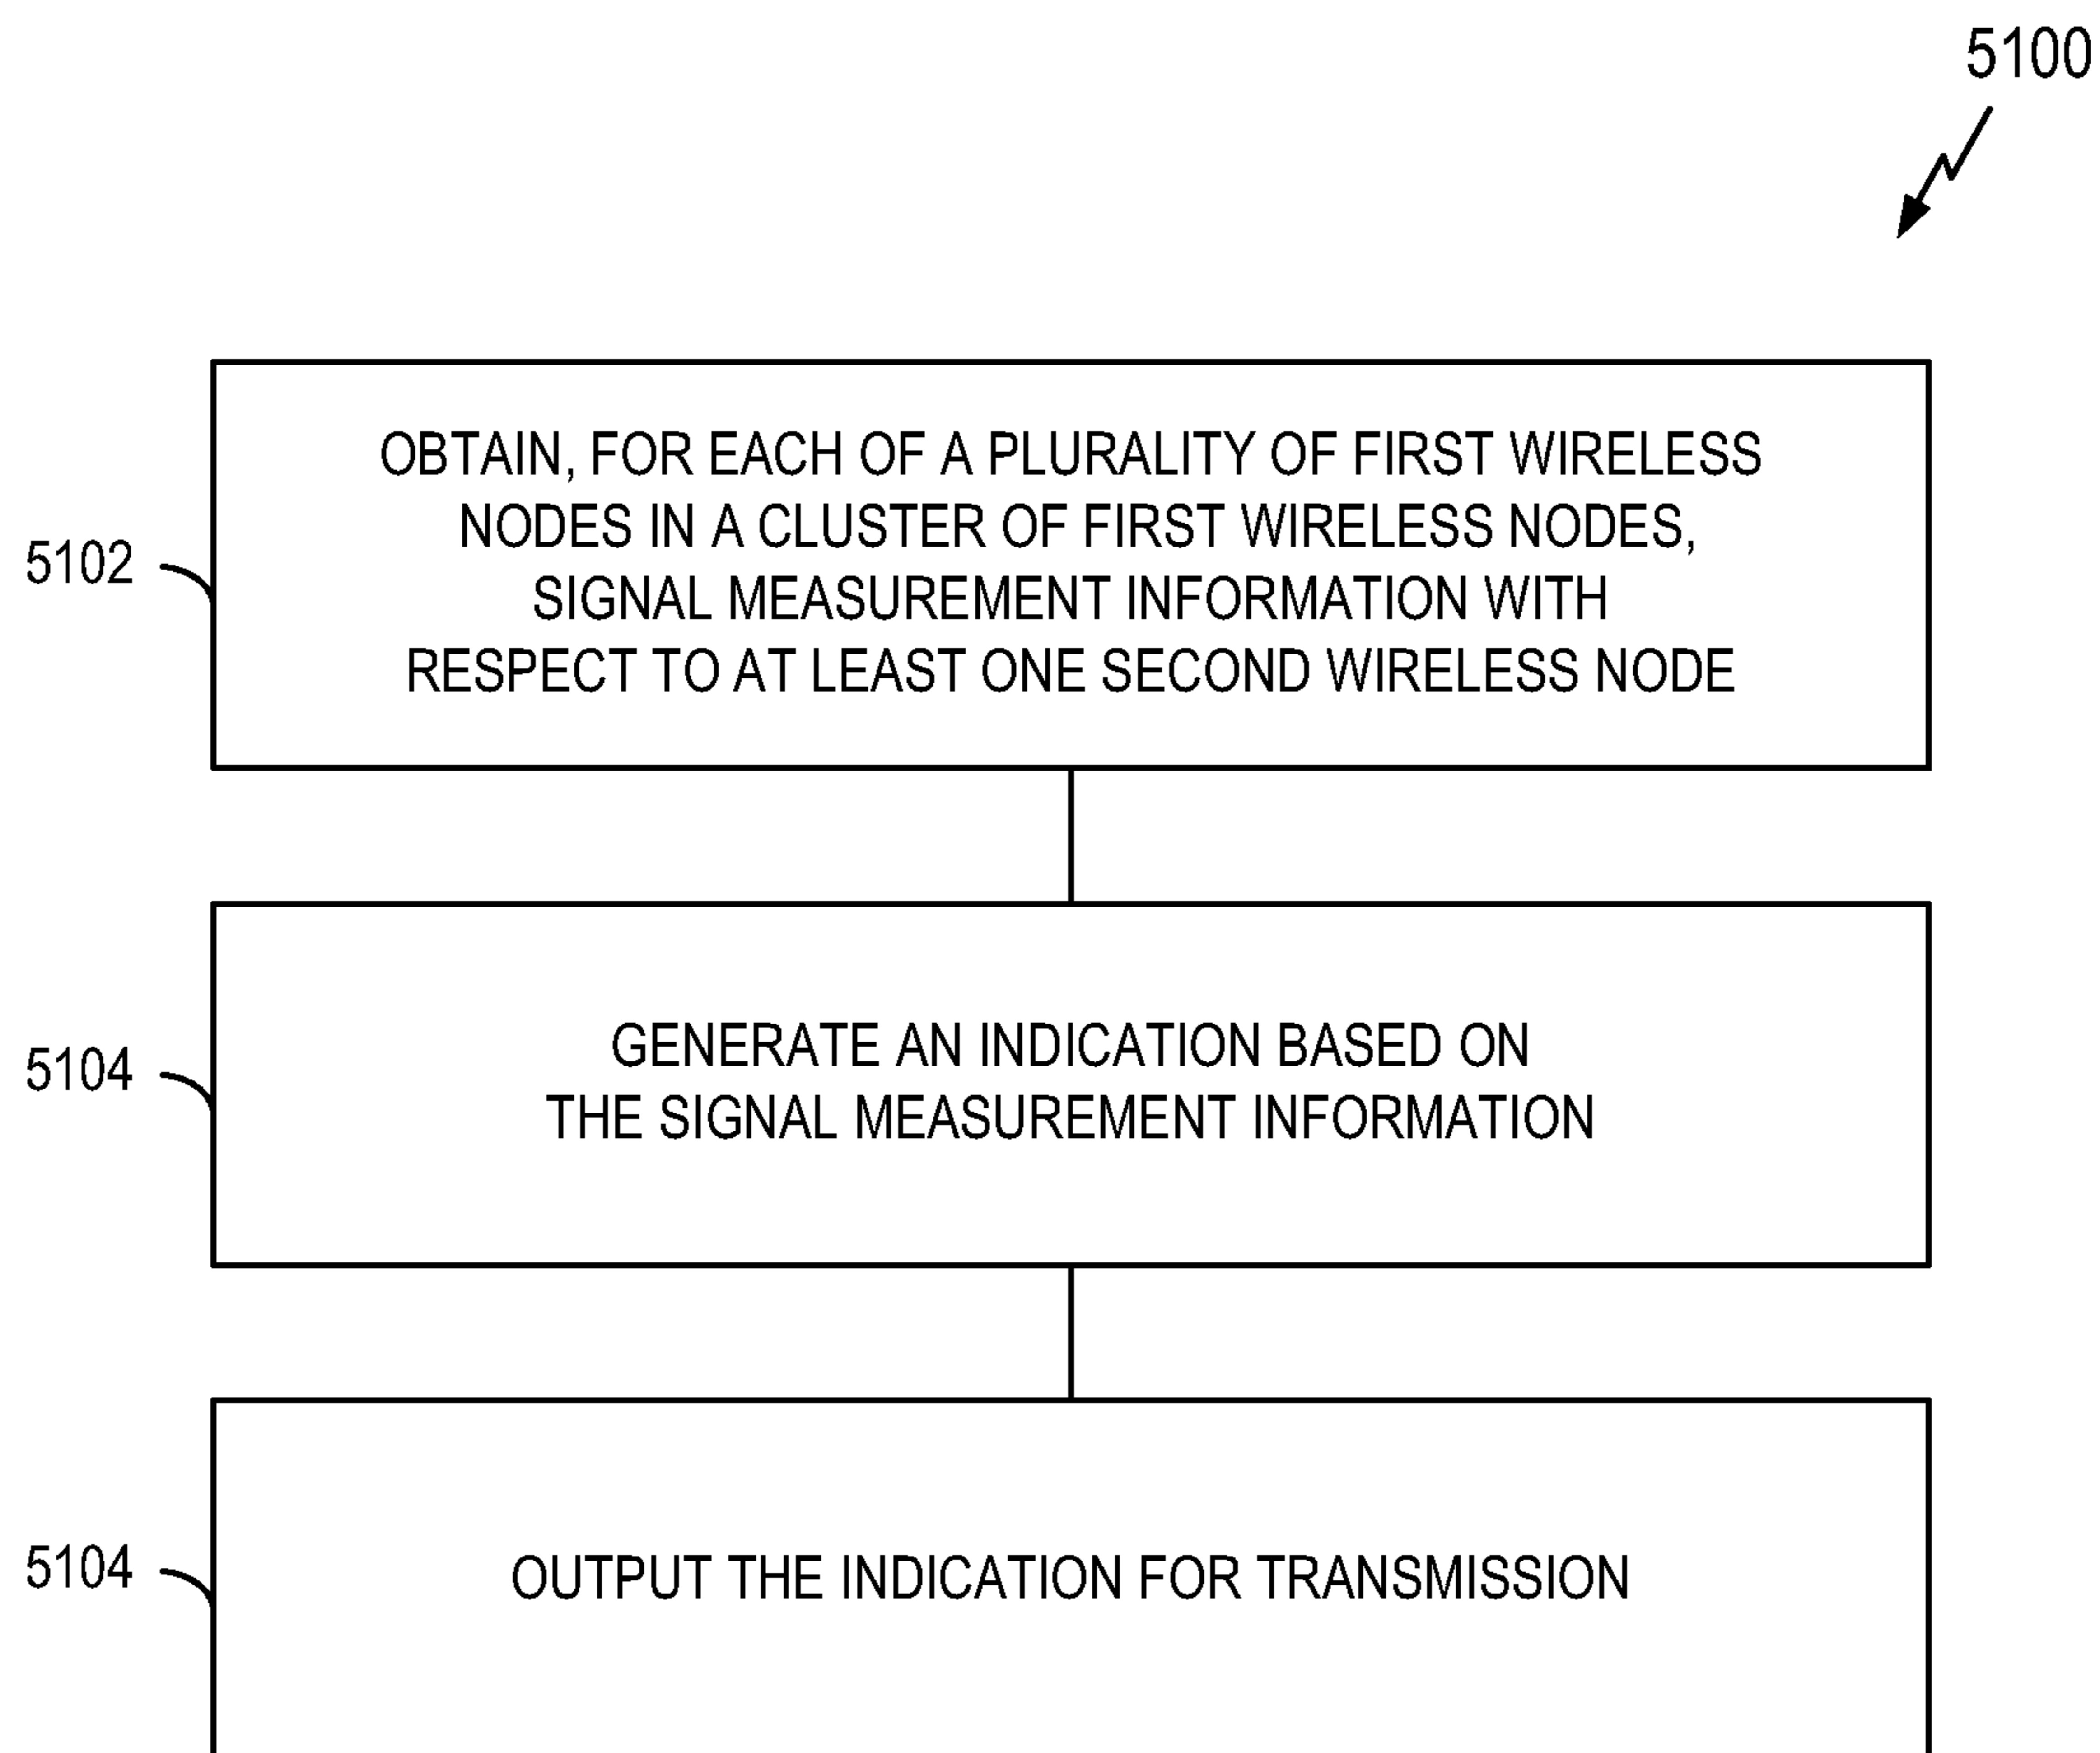 5100
OBTAIN, FOR EACH OF A PLURALITY OF FIRST WIRELESS
NODES IN A CLUSTER OF FIRST WIRELESS NODES,
SIGNAL MEASUREMENT INFORMATION WITH
RESPECT TO AT LEAST ONE SECOND WIRELESS NODE
5102
GENERATE AN INDICATION BASED ON
THE SIGNAL MEASUREMENT INFORMATION
5104
OUTPUT THE INDICATION FOR TRANSMISSION
5104